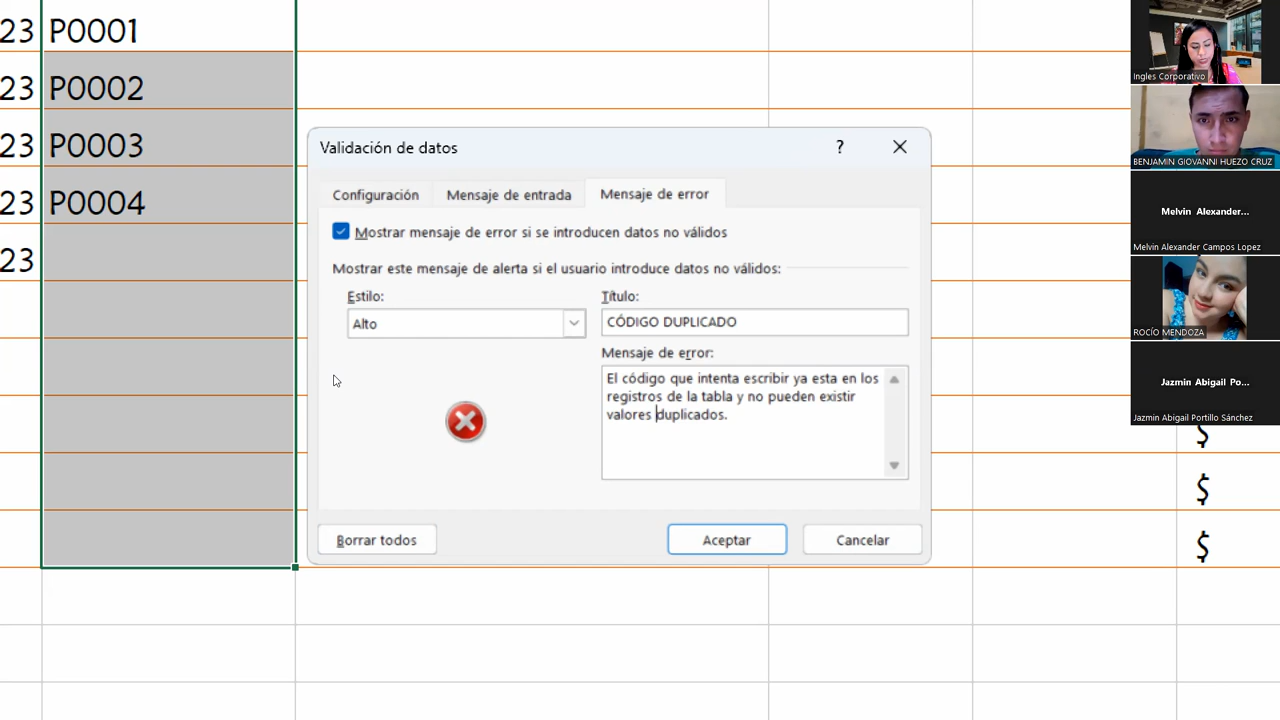 23 P0001
23 P0002
23 P0003
23 P0004
23
Validación de datos ?
Configuración Mensaje de entrada Mensaje de error
Mostrar mensaje de error si se introducen datos no válidos
Mostrar este mensaje de alerta si el usuario introduce datos no válidos:
Estilo: Título:
Alto CÓDIGO DUPLICADO
Mensaje de error:
El código que intenta escribir ya esta en los
registros de la tabla y no pueden existir
valores duplicados.
Borrar todos Aceptar Cancelar
$
$
$
Ingles Corporativo
BENJAMIN GIOVANNI HUEZO CRUZ
Melvin Alexander...
Melvin Alexander Campos Lopez
ROCÍO MENDOZA
Jazmin Abigail Po...
Jazmin Abigail Portillo Sánchez